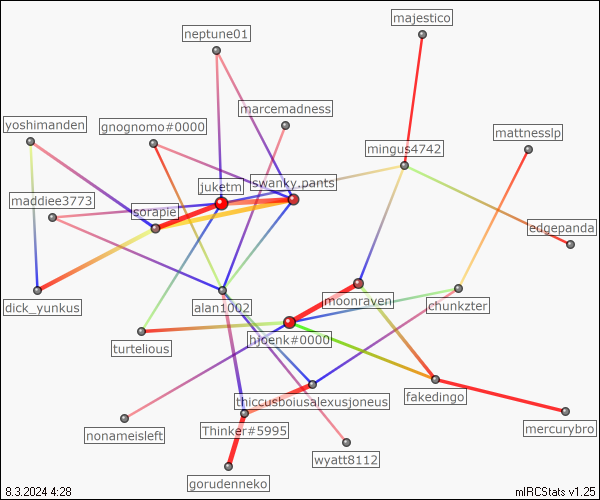 majestico
neptune01
marcemadness
yoshimanden
gnognomo#0000
mattnesslp
mingus4742
swanky.pants
juketm
maddiee3773
sorapie
edgepanda
dick_yunkus
alan1002
moonraven
chunkzter
hjoenk#0000
turtelious
thiccusboiusalexusjoneus
fakedingo
nonameisleft
Thinker#5995
mercurybro
wyatt8112
gorudenneko
8.3.2024 4:28
mIRCStats v1.25